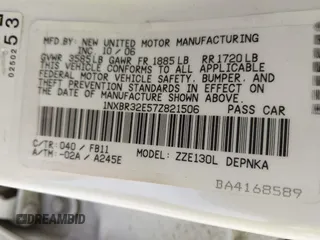 MFD. BY: NEW UNITED MOTOR MANUFACTURING
INC. 10/06
GVWR 3585LB GAWR FR 1885LB RR 1720LB
THIS VEHICLE CONFORMS TO ALL APPLICABLE
FEDERAL MOTOR VEHICLE SAFETY, BUMPER, AND
THEFT PREVENTION STANDARDS IN EFFECT ON
THE DATE OF MANUFACTURE SHOWN ABOVE.
1NXBR32E57Z821506 PASS CAR
C/TR: 040 / FB11 MODEL: ZZE130L DEPNKA
A/TM: -02A / A245E
BA4168589
0250253
BIDHISTORY